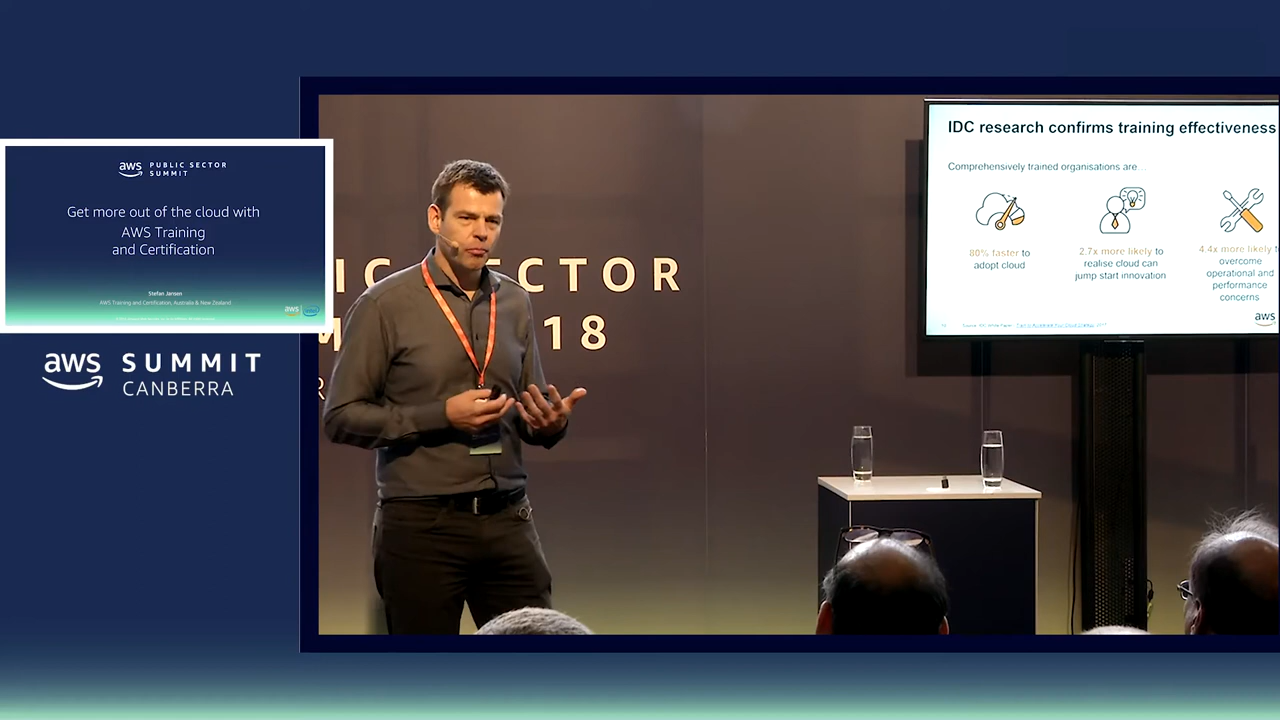 aws PUBLIC SECTOR
SUMMIT
Get more out of the cloud with
AWS Training
and Certification
Stefan Jansen
AWS Training and Certification, Australia & New Zealand
aws intel
aws SUMMIT
CANBERRA
IC SECTOR
M 18
R
IDC research confirms training effectiveness
Comprehensively trained organisations are...
80% faster to
adopt cloud
2.7x more likely to
realise cloud can
jump start innovation
4.4x more likely t
overcome
operational and
performance
concerns
aws